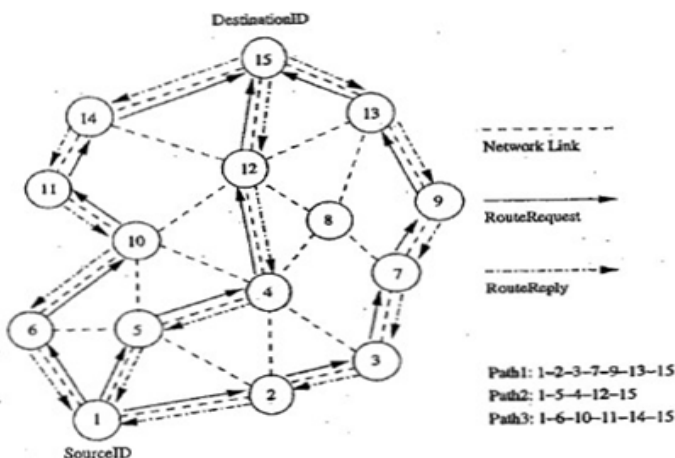 DestinationID
15
14
13
12
11
9
8
10
7
4
6
5
3
2
1
SourceID
Network Link
RouteRequest
RouteReply
Path1: 1-2-3-7-9-13-15
Path2: 1-5-4-12-15
Path3: 1-6-10-11-14-15